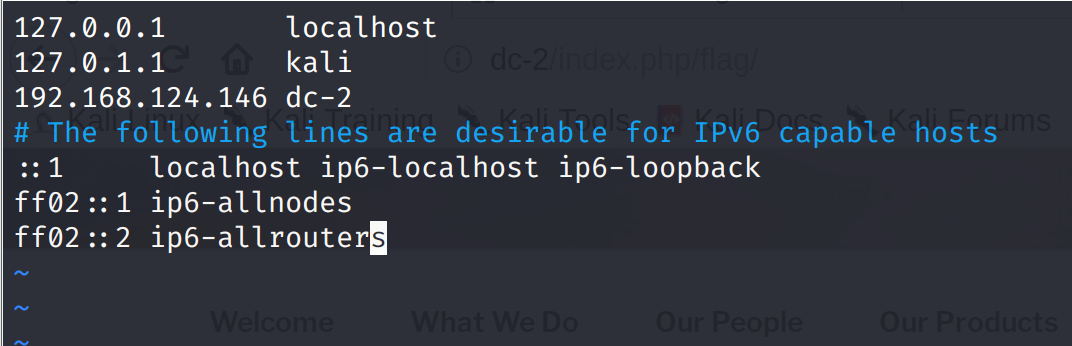 127.0.0.1 localhost
127.0.1.1 kali
dc-2/index.php/flag/
192.168.124.146 dc-2
Kali Linux Kali Training Kali Tools Kali Docs Kali Forums
# The following lines are desirable for IPv6 capable hosts
::1 localhost ip6-localhost ip6-loopback
ff02::1 ip6-allnodes
ff02::2 ip6-allrouters
~
~
Welcome What We Do Our People Our Products
~